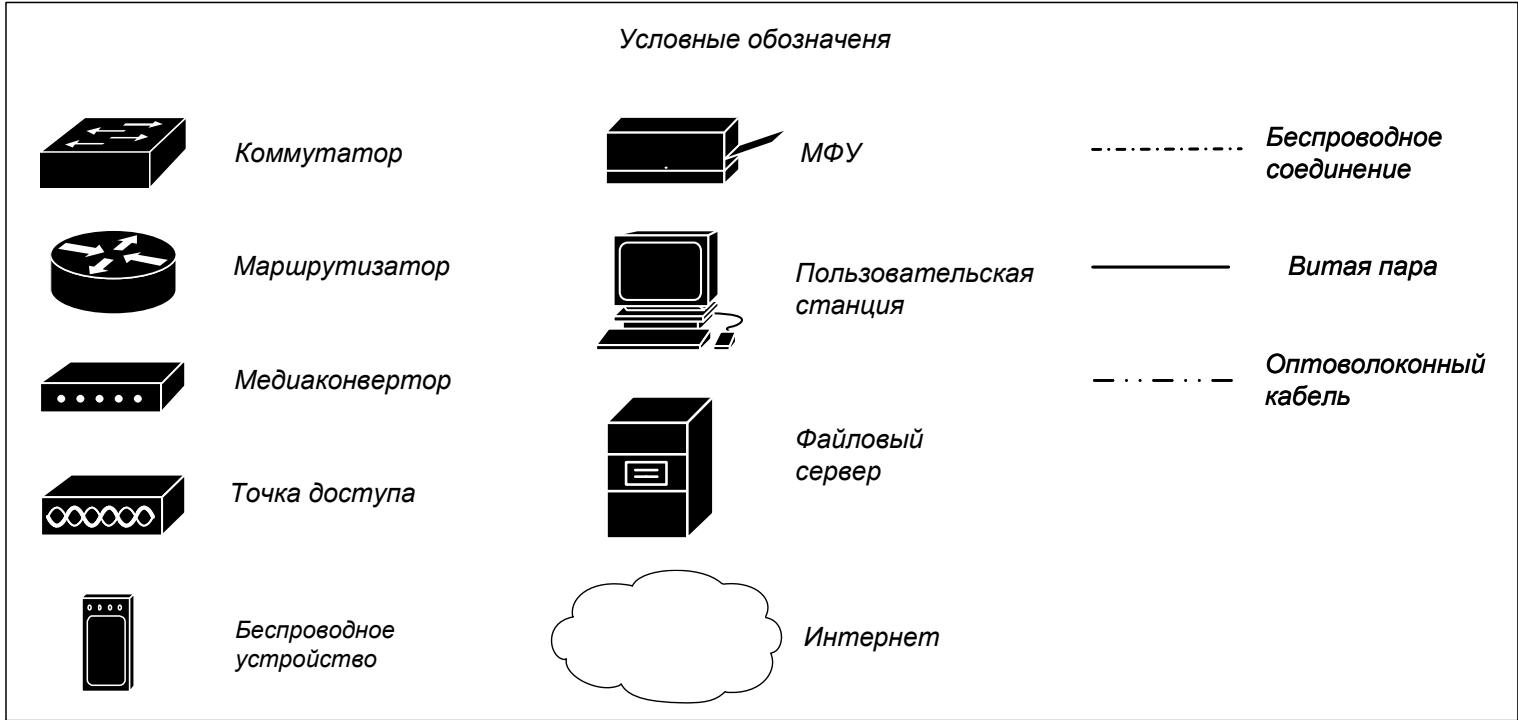 Условные обозначеня
Коммутатор
Маршрутизатор
Медиаконвертор
Точка доступа
Беспроводное
устройство
МФУ
Пользовательская
станция
Файловый
сервер
Интернет
Беспроводное
соединение
Витая пара
Оптоволоконный
кабель